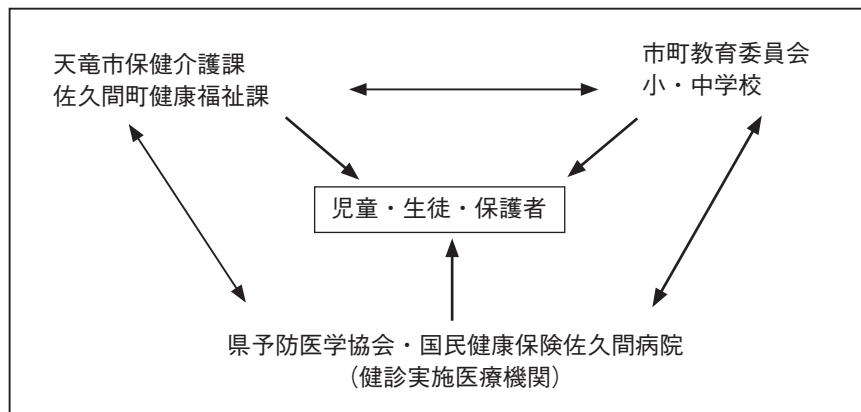 天竜市保健介護課
佐久間町健康福祉課
市町教育委員会
小・中学校
児童・生徒・保護者
県予防医学協会・国民健康保険佐久間病院
（健診実施医療機関）